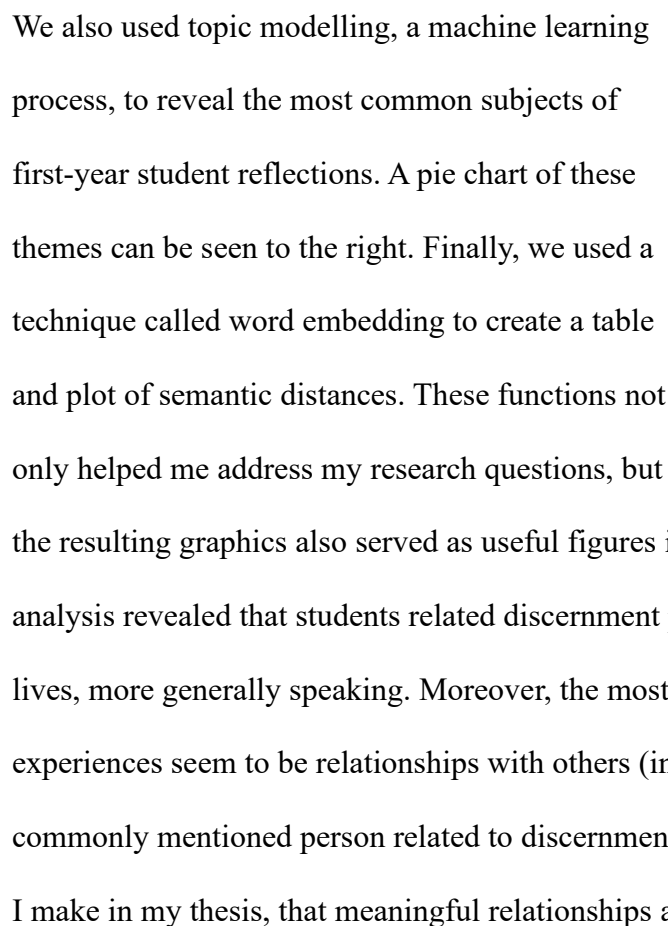 We also used topic modelling, a machine learning
process, to reveal the most common subjects of
first-year student reflections. A pie chart of these
themes can be seen to the right. Finally, we used a
technique called word embedding to create a table
and plot of semantic distances. These functions not
only helped me address my research questions, but
the resulting graphics also served as useful figures
analysis revealed that students related discernment
lives, more generally speaking. Moreover, the most
experiences seem to be relationships with others
commonly mentioned person related to
I make in my thesis, that meaningful relationships